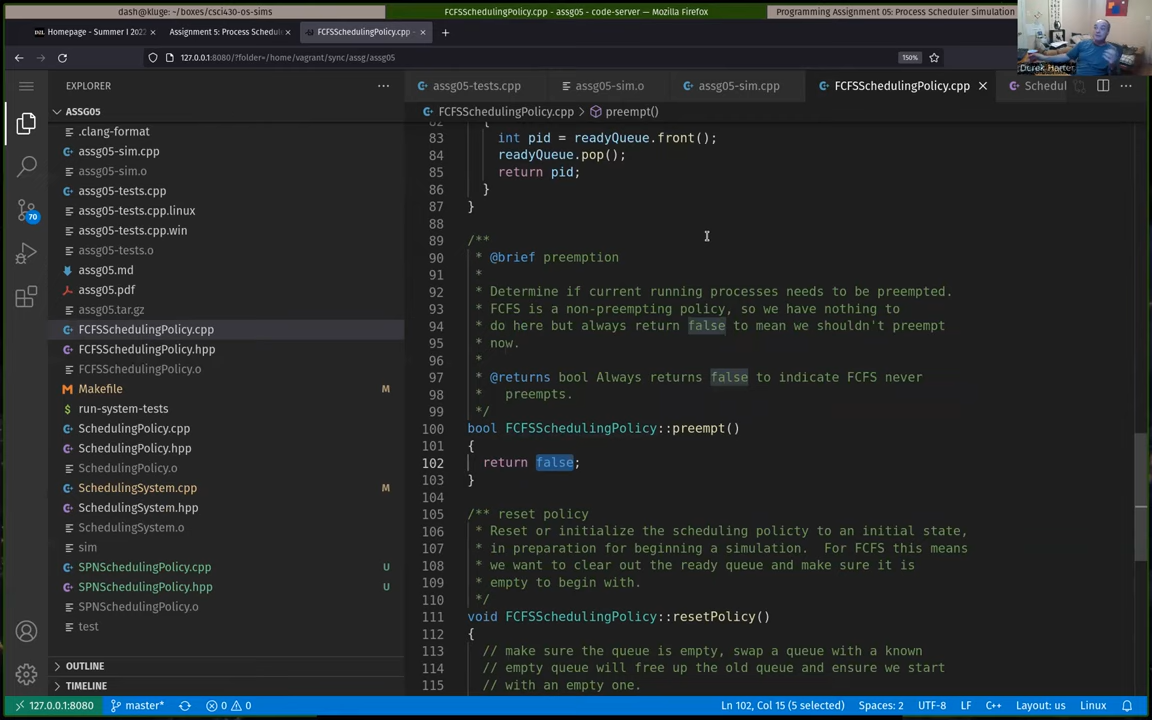 dash@kluge: ~/boxes/csci430-os-sims
FCFSSchedulingPolicy.cpp - assg05 - code-server — Mozilla Firefox
Programming Assignment 05: Process Scheduler Simulation
Homepage - Summer I 202
Assignment 5: Process Schedule
FCFSSchedulingPolicy.cpp -
127.0.0.1:8080/?folder=/home/vagrant/sync/assg/assg05
150%
Derek Harter
EXPLORER
ASSG05
.clang-format
assg05-sim.cpp
assg05-sim.o
assg05-tests.cpp
assg05-tests.cpp.linux
assg05-tests.cpp.win
assg05-tests.o
assg05.md
assg05.pdf
assg05.tar.gz
FCFSSchedulingPolicy.cpp
FCFSSchedulingPolicy.hpp
FCFSSchedulingPolicy.o
Makefile M
run-system-tests
SchedulingPolicy.cpp
SchedulingPolicy.hpp
SchedulingPolicy.o
SchedulingSystem.cpp M
SchedulingSystem.hpp
SchedulingSystem.o
sim
SPNSchedulingPolicy.cpp U
SPNSchedulingPolicy.hpp U
SPNSchedulingPolicy.o
test
OUTLINE
TIMELINE
70
assg05-tests.cpp
assg05-sim.o
assg05-sim.cpp
FCFSSchedulingPolicy.cpp
Schedul
FCFSSchedulingPolicy.cpp > preempt()
82 {
83 int pid = readyQueue.front();
84 readyQueue.pop();
85 return pid;
86 }
87 }
88
89 /**
90 * @brief preemption
91 *
92 * Determine if current running processes needs to be preempted.
93 * FCFS is a non-preempting policy, so we have nothing to
94 * do here but always return false to mean we shouldn't preempt
95 * now.
96 *
97 * @returns bool Always returns false to indicate FCFS never
98 * preempts.
99 */
100 bool FCFSSchedulingPolicy::preempt()
101 {
102 return false;
103 }
104
105 /** reset policy
106 * Reset or initialize the scheduling policty to an initial state,
107 * in preparation for beginning a simulation. For FCFS this means
108 * we want to clear out the ready queue and make sure it is
109 * empty to begin with.
110 */
111 void FCFSSchedulingPolicy::resetPolicy()
112 {
113 // make sure the queue is empty, swap a queue with a known
114 // empty queue will free up the old queue and ensure we start
115 // with an empty one.
127.0.0.1:8080
master*
0
0
Ln 102, Col 15 (5 selected)
Spaces: 2
UTF-8
LF
C++
Layout: us
Linux